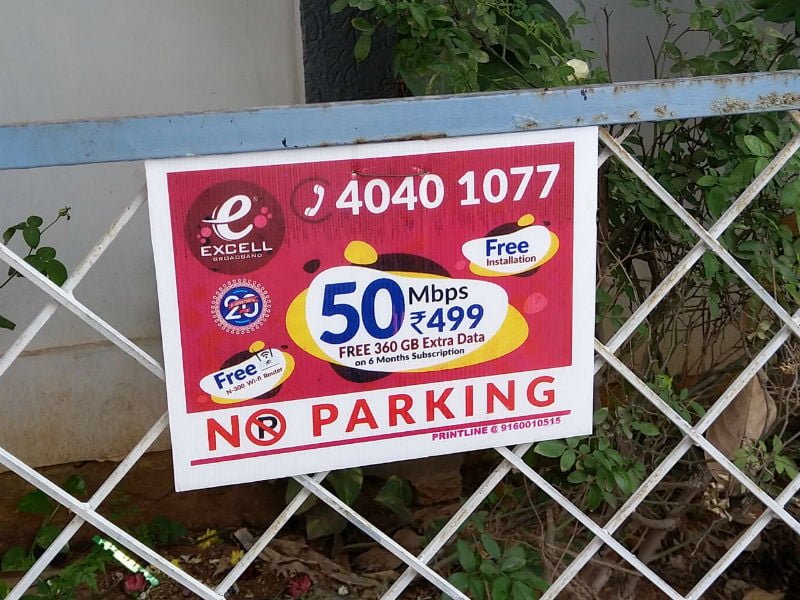 4040 1077
e
EXCELL
BROADBAND
Free
Installation
50 Mbps
₹499
FREE 360 GB Extra Data
on 6 Months Subscription
20
Free
N-300 Wi-fi Router
NO PARKING
PRINTLINE @ 9160010515